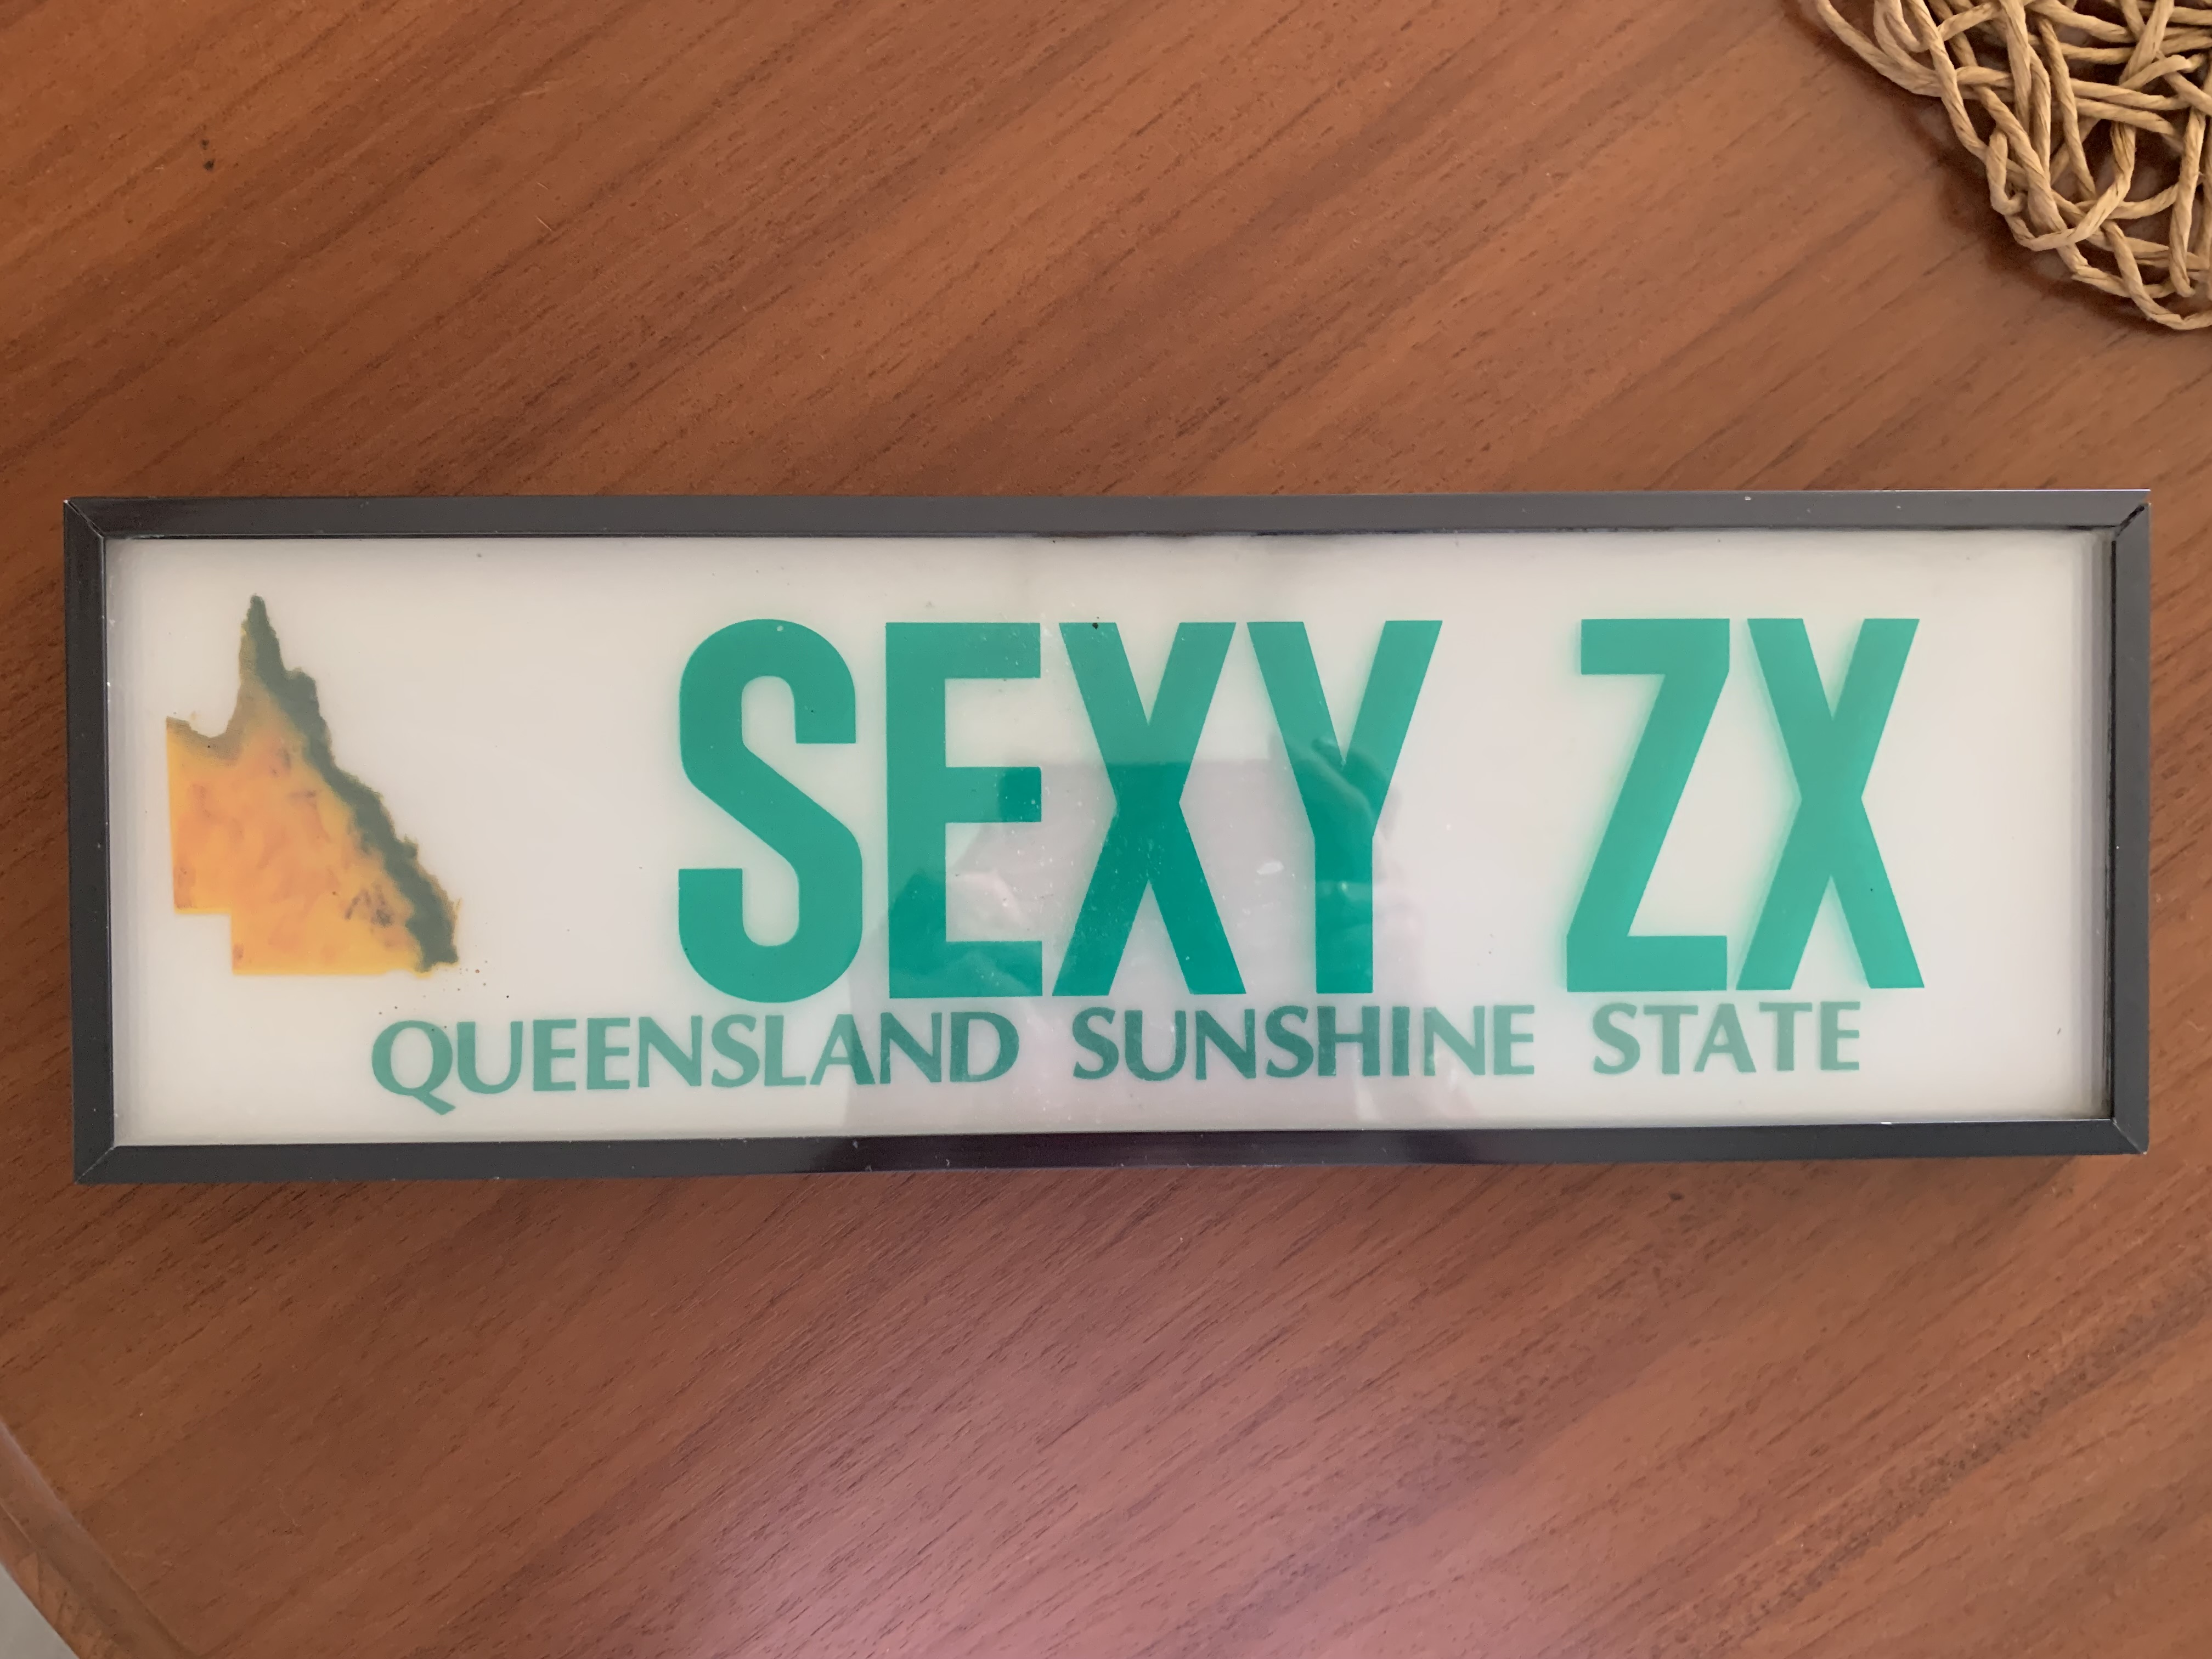 SEXY ZX
QUEENSLAND SUNSHINE STATE